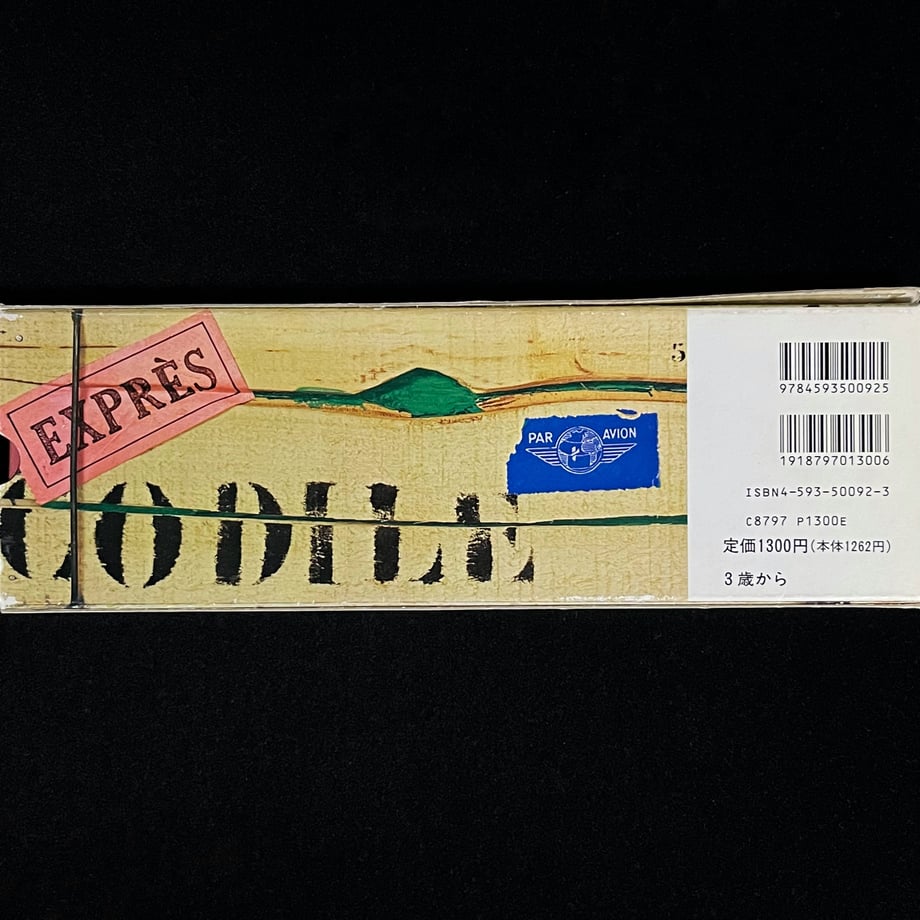 EXPRÈS
5
PAR AVION
CODILE
9784593500925
1918797013006
ISBN4-593-50092-3
C8797 P1300E
定価1300円(本体1262円)
3歳から